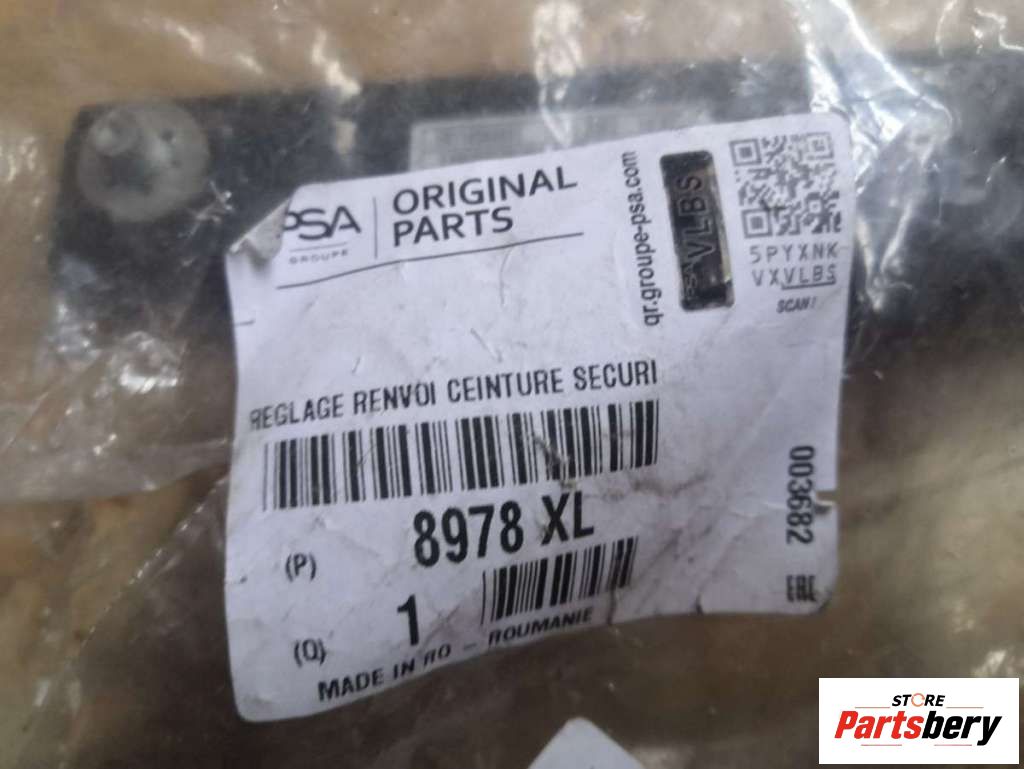 PSA
GROUPE
ORIGINAL
PARTS
qr.groupe-psa.com
VLBS
5PYXNK
VXVLBS
SCAN!
REGLAGE RENVOI CEINTURE SECURI
(P) 8978 XL
(Q) 1
MADE IN RO - ROUMANIE
003682
EAC
STORE
Partsbery